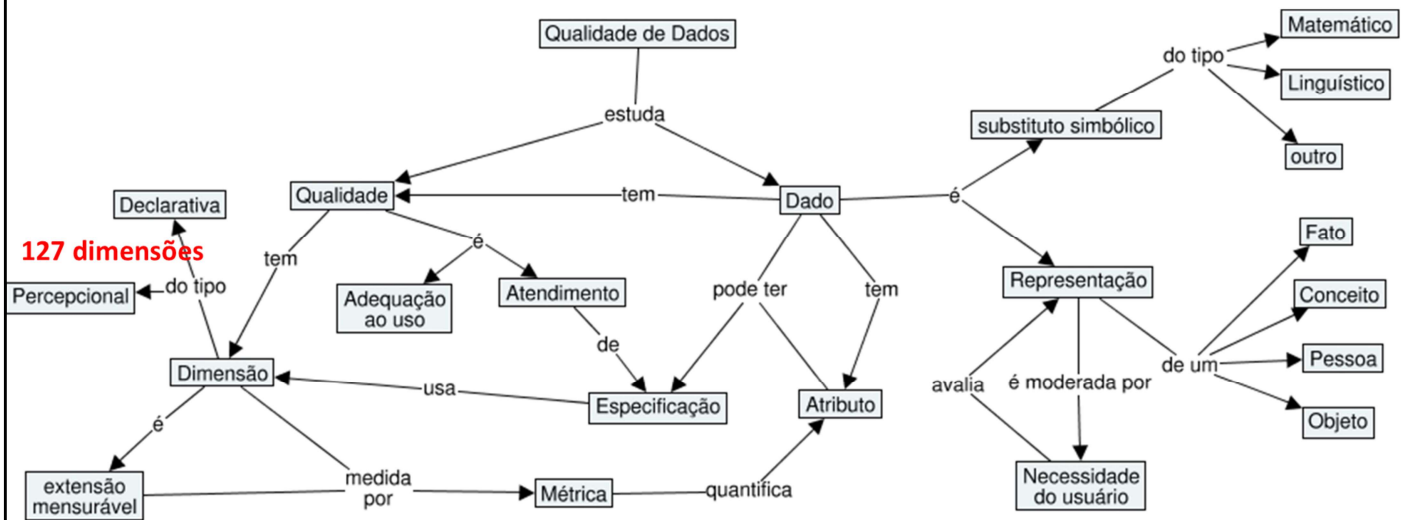 Qualidade de Dados
Matemático
do tipo
Linguístico
estuda
substituto simbólico
outro
Declarativa
Qualidade
tem
Dado
é
127 dimensões
tem
é
Fato
Percepcional
do tipo
Adequação
ao uso
Atendimento
pode ter
tem
Representação
Conceito
de
Dimensão
usa
Especificação
Atributo
avalia
é moderada por
de um
Pessoa
Objeto
é
extensão
mensurável
medida
por
Métrica
quantifica
Necessidade
do usuário